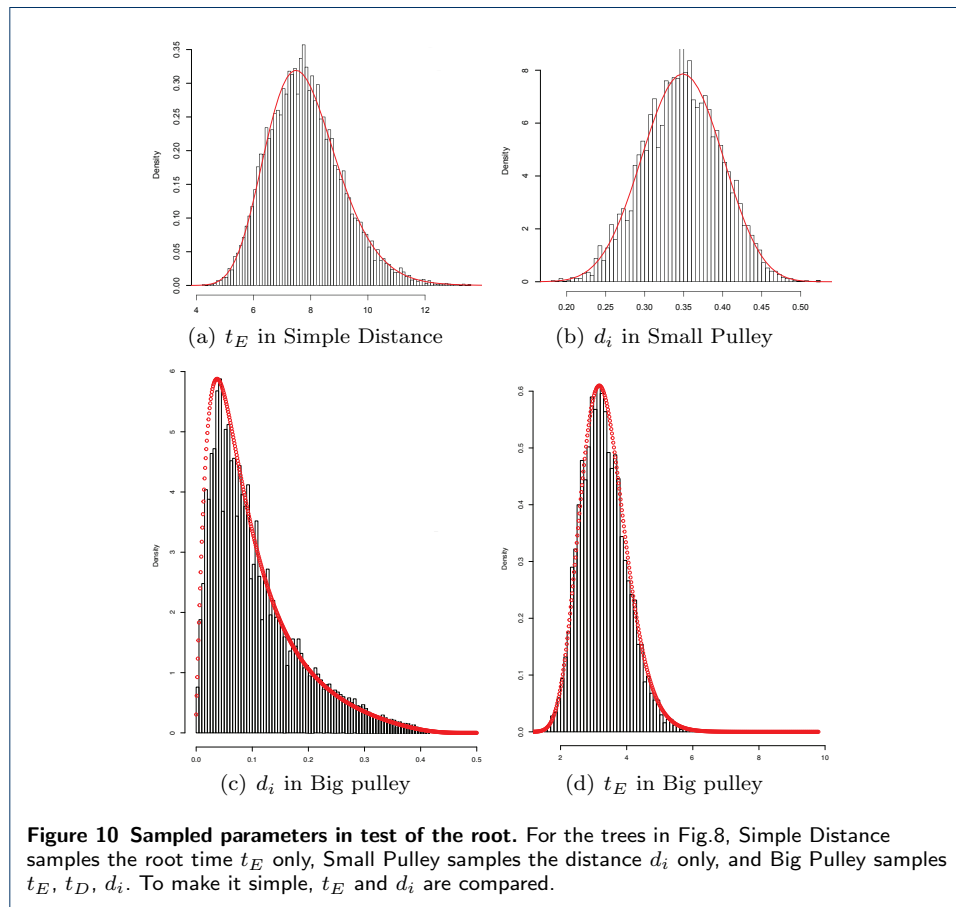 Density
0.35
0.30
0.25
0.20
0.15
0.10
0.05
0.00
4 6 8 10 12
(a) t_E in Simple Distance
Density
8
6
4
2
0
0.20 0.25 0.30 0.35 0.40 0.45 0.50
(b) d_i in Small Pulley
Density
6
5
4
3
2
1
0
0.0 0.1 0.2 0.3 0.4 0.5
(c) d_i in Big pulley
Density
0.6
0.5
0.4
0.3
0.2
0.1
0.0
2 4 6 8 10
(d) t_E in Big pulley
Figure 10 Sampled parameters in test of the root. For the trees in Fig.8, Simple Distance
samples the root time t_E only, Small Pulley samples the distance d_i only, and Big Pulley samples
t_E, t_D, d_i. To make it simple, t_E and d_i are compared.